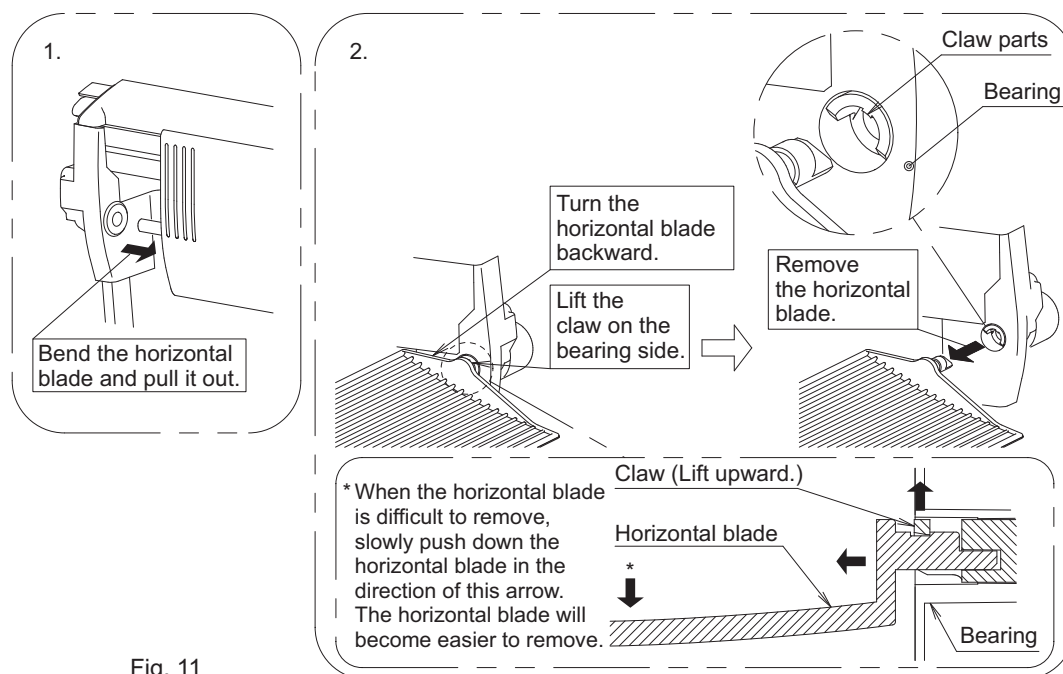 1.
Bend the horizontal
blade and pull it out.
2.
Claw parts
Bearing
Turn the
horizontal blade
backward.
Lift the
claw on the
bearing side.
Remove
the horizontal
blade.
* When the horizontal blade
is difficult to remove,
slowly push down the
horizontal blade in the
direction of this arrow.
The horizontal blade will
become easier to remove.
Claw (Lift upward.)
Horizontal blade
*
Bearing
Fig. 11